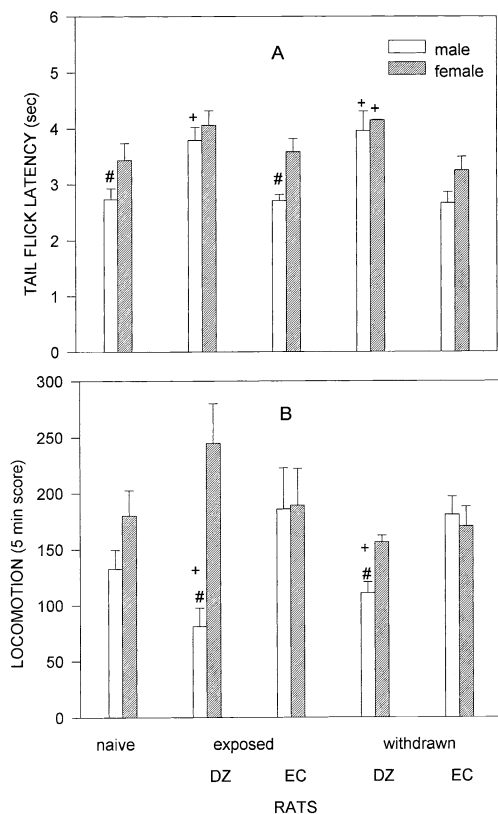 6
A
male
female
5
+
+
+
4
#
#
3
2
1
0
TAIL FLICK LATENCY (sec)
300
B
250
200
+
150
+
#
#
100
50
0
LOCOMOTION (5 min score)
naive exposed withdrawn
DZ EC DZ EC
RATS